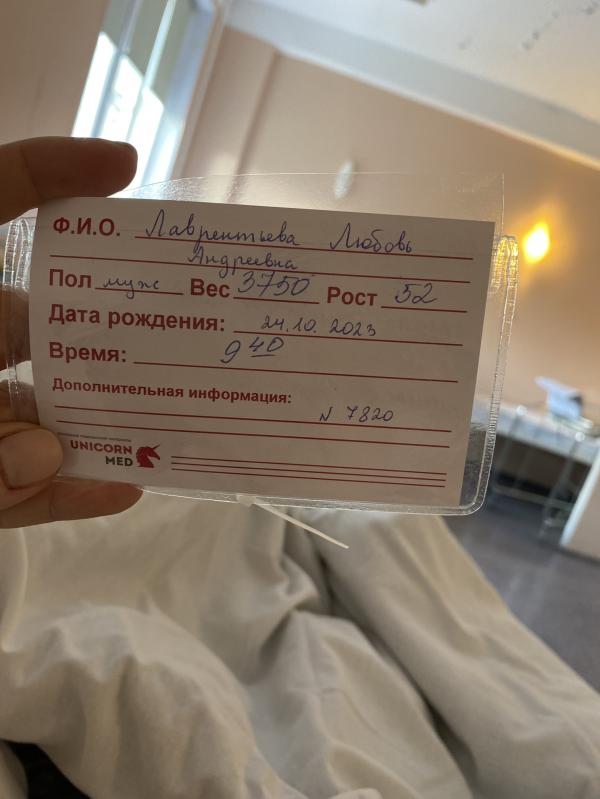 Ф.И.О. Лаврентьева Любовь
Андреевна
Пол муж Вес 3750 Рост 52
Дата рождения: 24.10.2023
Время: 9 40
Дополнительная информация:
N 7820
UNICORN
MED